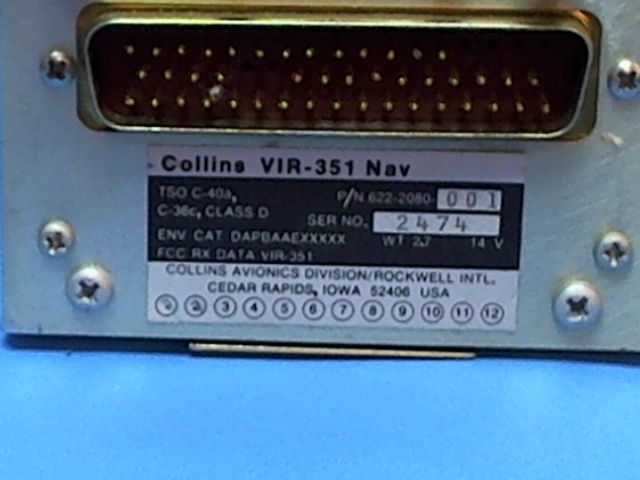 Collins VIR-351 Nav
TSO C-40a, P/N 622-2080- 001
C-36c, CLASS D SER NO. 2474
ENV CAT DAPBAAEXXXXX WT 2.7 14 V
FCC RX DATA VIR-351
COLLINS AVIONICS DIVISION/ROCKWELL INTL.
CEDAR RAPIDS, IOWA 52406 USA
1 2 3 4 5 6 7 8 9 10 11 12